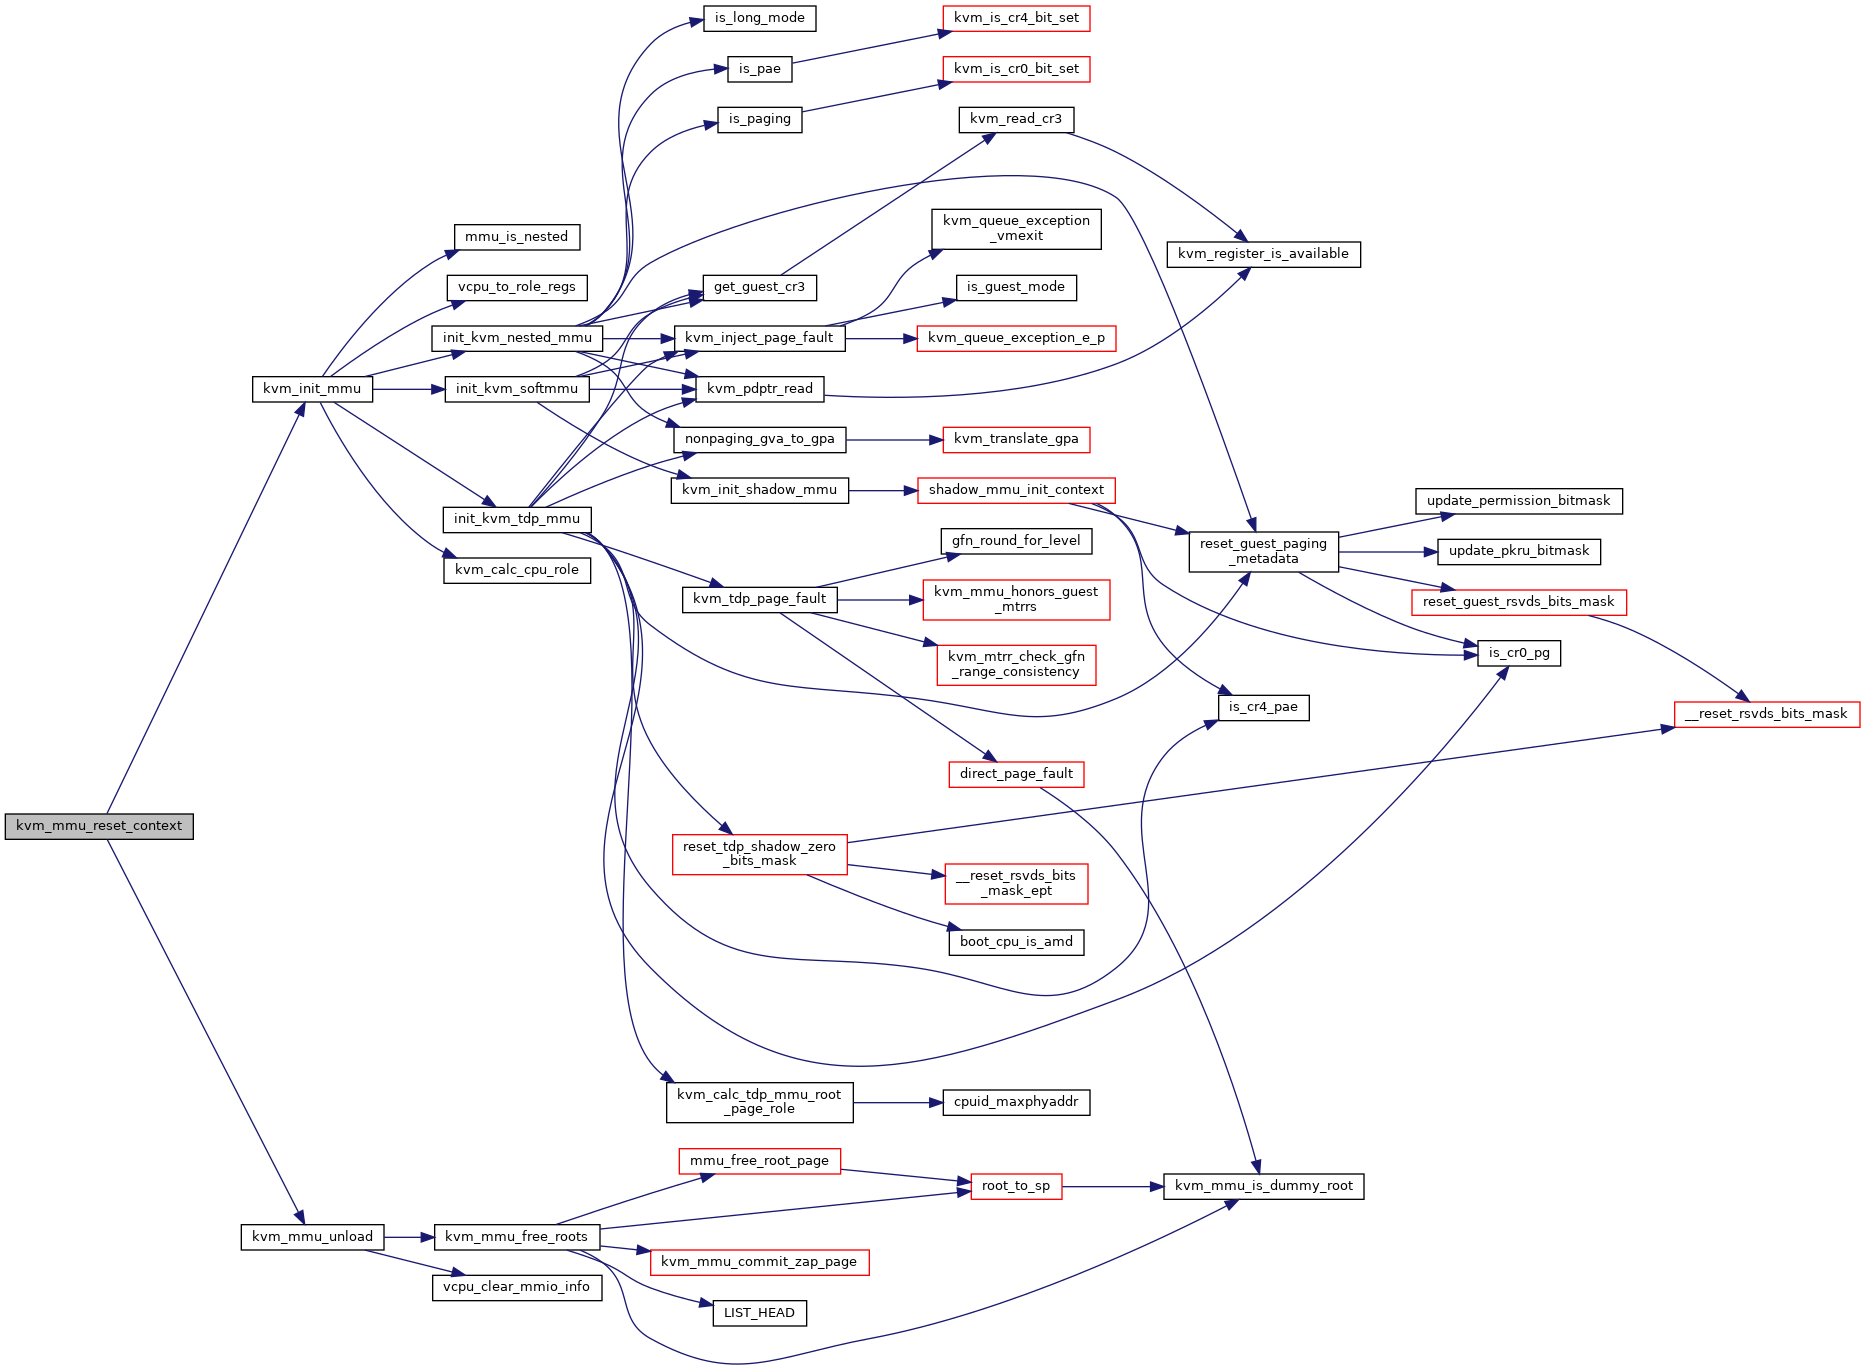 is_long_mode
kvm_is_cr4_bit_set
is_pae
kvm_is_cr0_bit_set
is_paging
kvm_read_cr3
mmu_is_nested
kvm_queue_exception
_vmexit
kvm_register_is_available
vcpu_to_role_regs
get_guest_cr3
is_guest_mode
init_kvm_nested_mmu
kvm_inject_page_fault
kvm_queue_exception_e_p
kvm_init_mmu
init_kvm_softmmu
kvm_pdptr_read
nonpaging_gva_to_gpa
kvm_translate_gpa
kvm_init_shadow_mmu
shadow_mmu_init_context
update_permission_bitmask
init_kvm_tdp_mmu
gfn_round_for_level
reset_guest_paging
_metadata
update_pkru_bitmask
kvm_calc_cpu_role
kvm_tdp_page_fault
kvm_mmu_honors_guest
_mtrrs
reset_guest_rsvds_bits_mask
kvm_mtrr_check_gfn
_range_consistency
is_cr0_pg
is_cr4_pae
__reset_rsvds_bits_mask
direct_page_fault
kvm_mmu_reset_context
reset_tdp_shadow_zero
_bits_mask
__reset_rsvds_bits
_mask_ept
boot_cpu_is_amd
kvm_calc_tdp_mmu_root
_page_role
cpuid_maxphyaddr
mmu_free_root_page
root_to_sp
kvm_mmu_is_dummy_root
kvm_mmu_unload
kvm_mmu_free_roots
kvm_mmu_commit_zap_page
vcpu_clear_mmio_info
LIST_HEAD